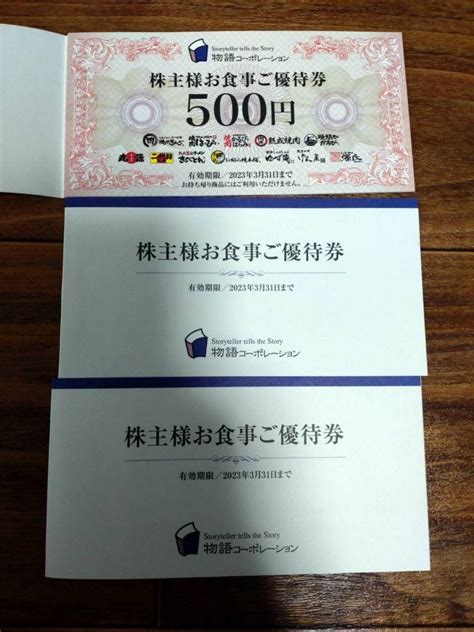 Storyteller tells the Story
物語コーポレーション
株主様お食事ご優待券
500円
熟成焼肉
有効期限／2023年3月31日まで
お持ち帰り商品にはご利用いただけません。
株主様お食事ご優待券
有効期限／2023年3月31日まで
Storyteller tells the Story
物語コーポレーション
株主様お食事ご優待券
有効期限／2023年3月31日まで
Storyteller tells the Story
物語コーポレーション